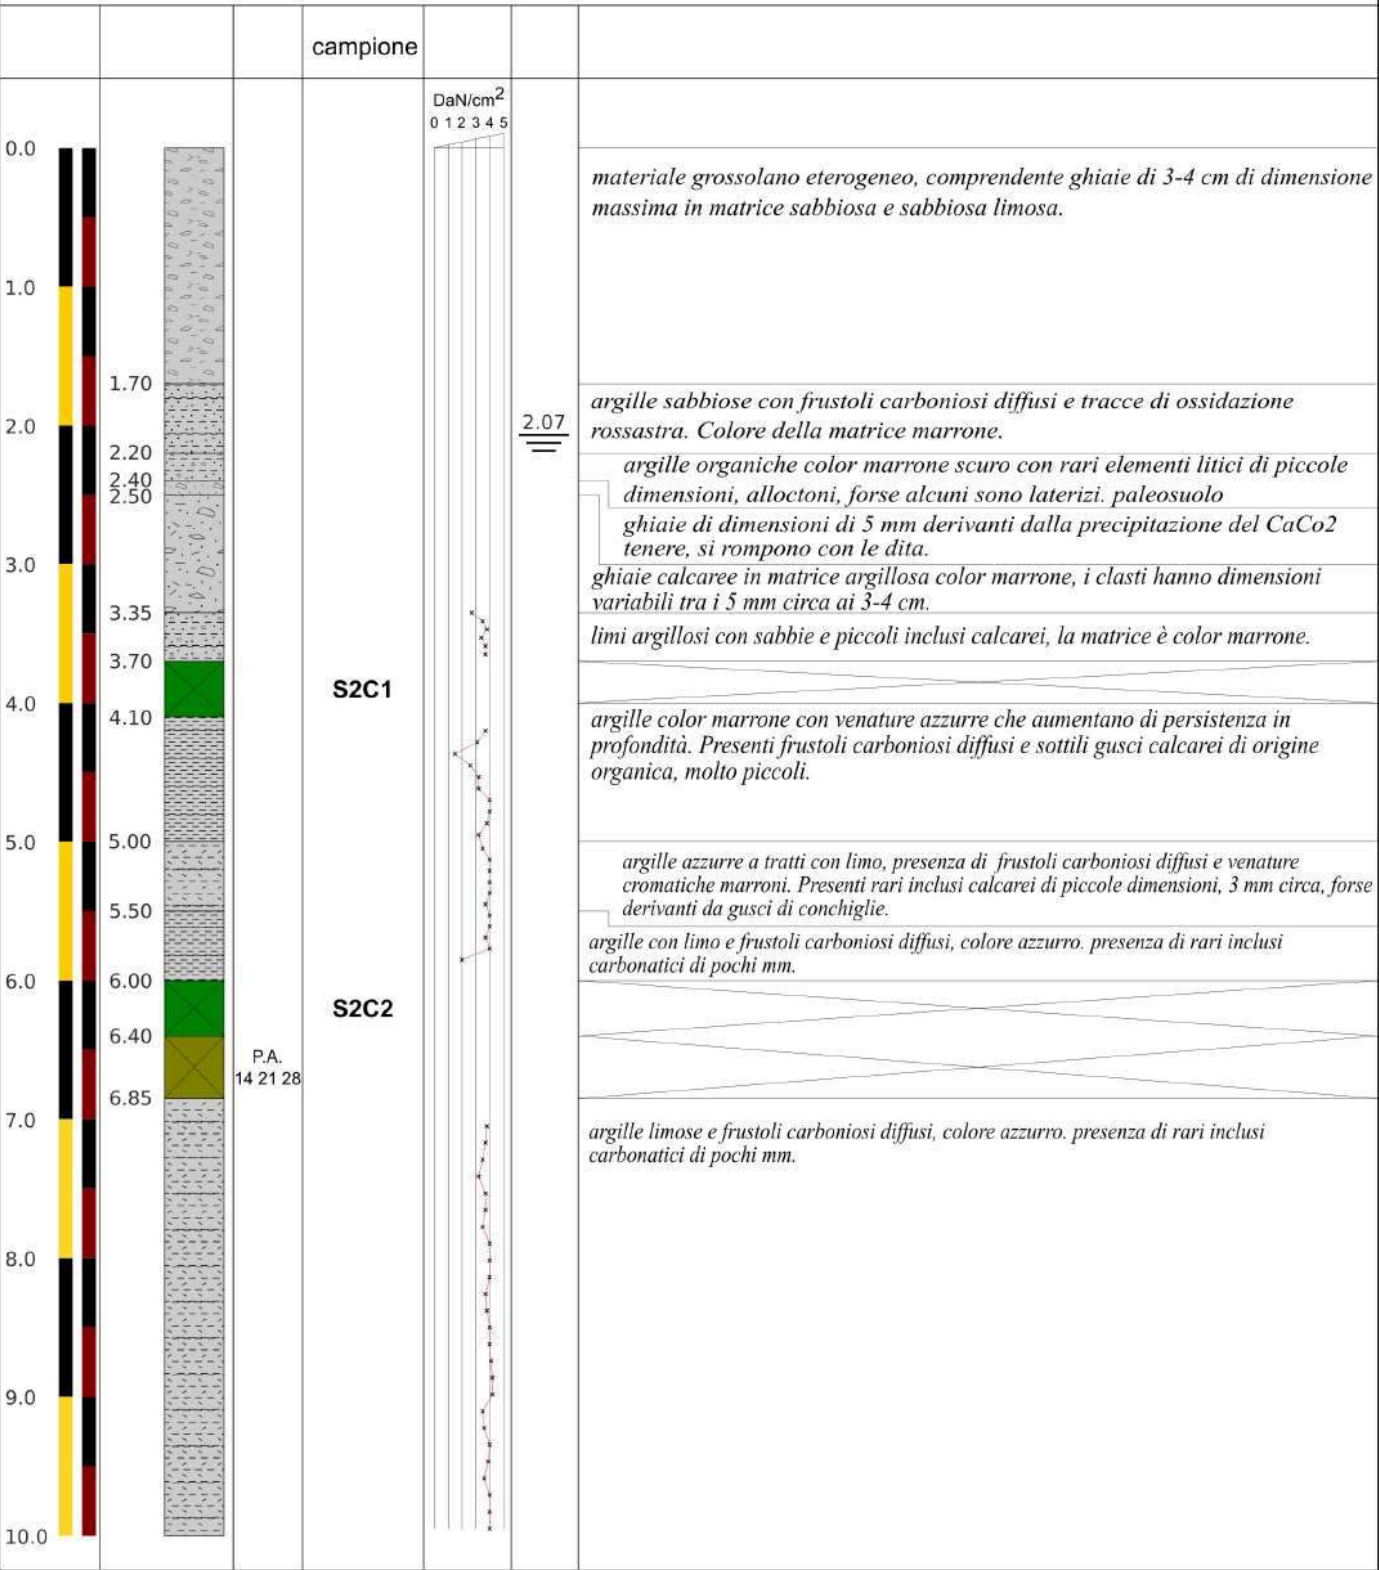 campione
DaN/cm2
0 1 2 3 4 5
0.0
materiale grossolano eterogeneo, comprendente ghiaie di 3-4 cm di dimensione
massima in matrice sabbiosa e sabbiosa limosa.
1.0
1.70
argille sabbiose con frustoli carboniosi diffusi e tracce di ossidazione
rossastra. Colore della matrice marrone.
2.0
2.07
2.20
argille organiche color marrone scuro con rari elementi litici di piccole
dimensioni, alloctoni, forse alcuni sono laterizi. paleosuolo
2.40
2.50
ghiaie di dimensioni di 5 mm derivanti dalla precipitazione del CaCo2
tenere, si rompono con le dita.
3.0
ghiaie calcaree in matrice argillosa color marrone, i clasti hanno dimensioni
variabili tra i 5 mm circa ai 3-4 cm.
3.35
limi argillosi con sabbie e piccoli inclusi calcarei, la matrice è color marrone.
3.70
S2C1
4.0
4.10
argille color marrone con venature azzurre che aumentano di persistenza in
profondità. Presenti frustoli carboniosi diffusi e sottili gusci calcarei di origine
organica, molto piccoli.
5.0
5.00
argille azzurre a tratti con limo, presenza di frustoli carboniosi diffusi e venature
cromatiche marroni. Presenti rari inclusi calcarei di piccole dimensioni, 3 mm circa, forse
derivanti da gusci di conchiglie.
5.50
argille con limo e frustoli carboniosi diffusi, colore azzurro. presenza di rari inclusi
carbonatici di pochi mm.
6.0
6.00
S2C2
6.40
P.A.
14 21 28
6.85
7.0
argille limose e frustoli carboniosi diffusi, colore azzurro. presenza di rari inclusi
carbonatici di pochi mm.
8.0
9.0
10.0